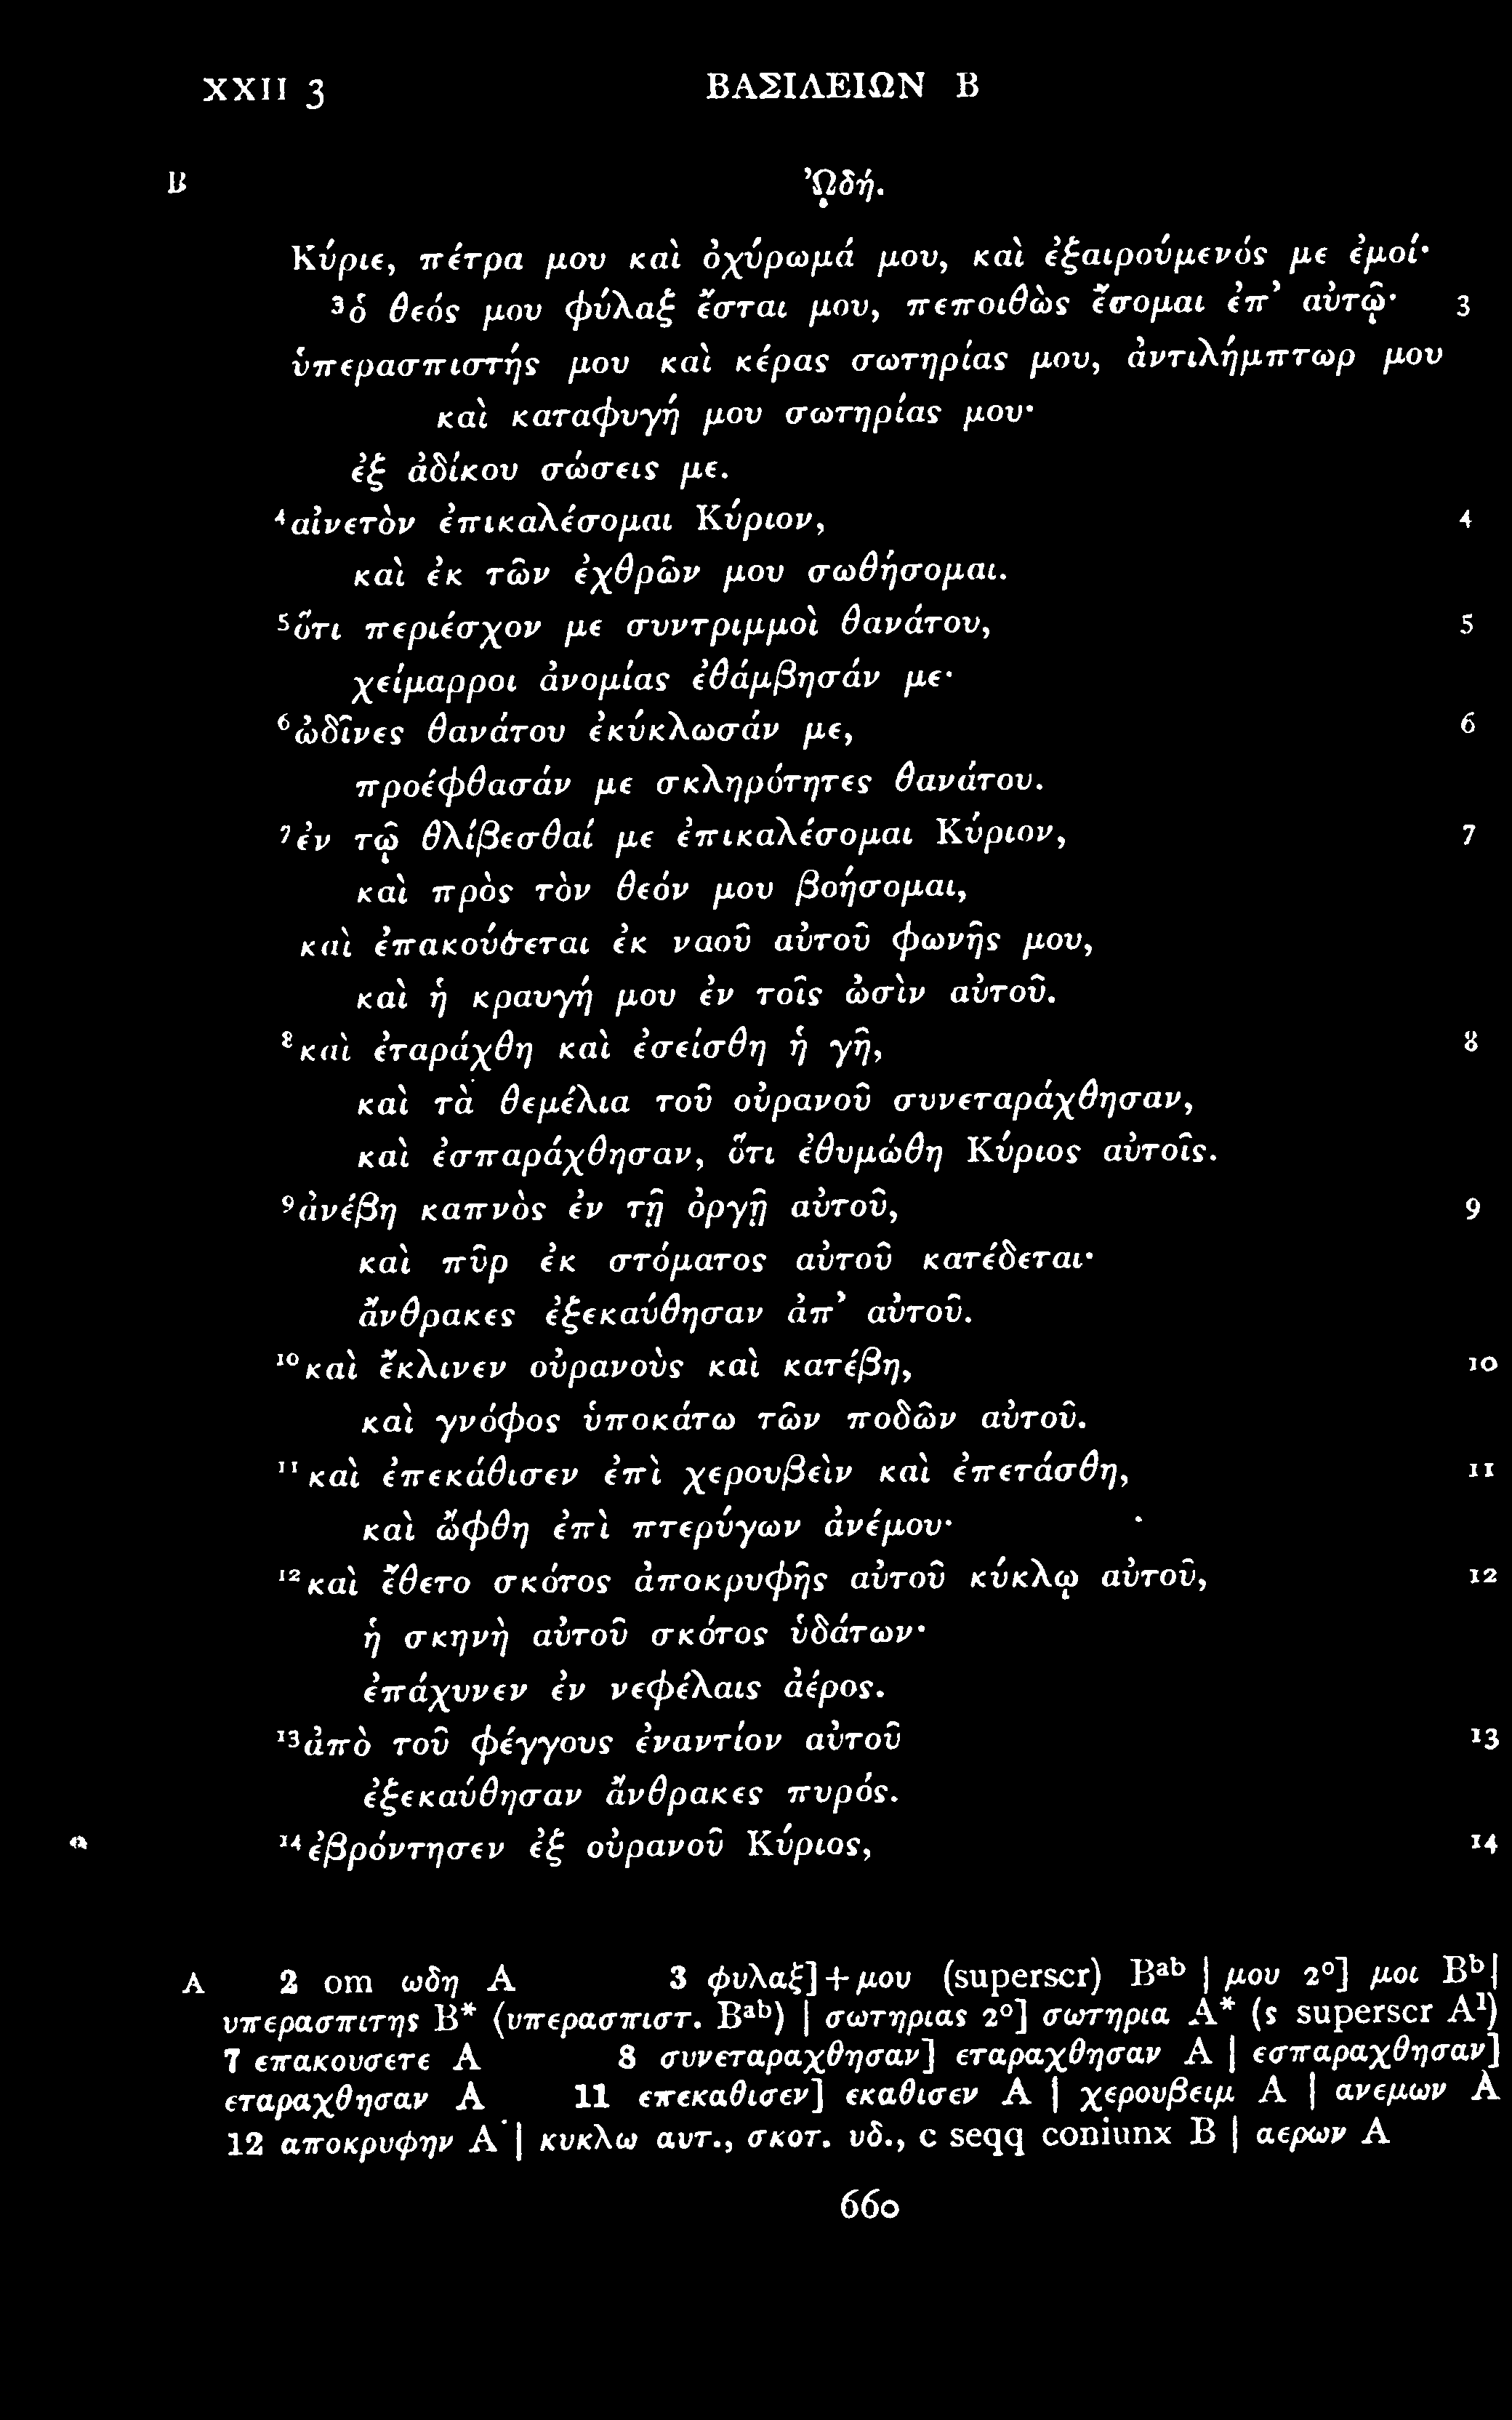 XXII 3 ΒΑΣΙΛΕΙΩΝ Β
B ᾨδή.
Κύριε, πέτρα μου καὶ ὀχύρωμά μου, καὶ ἐξαιρούμενός με ἐμοί·
³ὁ θεός μου φύλαξ ἔσται μου, πεποιθὼς ἔσομαι ἐπ’ αὐτῷ· 3
ὑπερασπιστής μου καὶ κέρας σωτηρίας μου, ἀντιλήμπτωρ μου
καὶ καταφυγή μου σωτηρίας μου·
ἐξ ἀδίκου σώσεις με.
⁴αἰνετὸν ἐπικαλέσομαι Κύριον, 4
καὶ ἐκ τῶν ἐχθρῶν μου σωθήσομαι.
⁵ὅτι περιέσχον με συντριμμοὶ θανάτου, 5
χείμαρροι ἀνομίας ἐθάμβησάν με·
⁶ὠδῖνες θανάτου ἐκύκλωσάν με, 6
προέφθασάν με σκληρότητες θανάτου.
⁷ἐν τῷ θλίβεσθαί με ἐπικαλέσομαι Κύριον, 7
καὶ πρὸς τὸν θεόν μου βοήσομαι,
καὶ ἐπακούσεται ἐκ ναοῦ αὐτοῦ φωνῆς μου,
καὶ ἡ κραυγή μου ἐν τοῖς ὠσὶν αὐτοῦ.
⁸καὶ ἐταράχθη καὶ ἐσείσθη ἡ γῆ, 8
καὶ τὰ θεμέλια τοῦ οὐρανοῦ συνεταράχθησαν,
καὶ ἐσπαράχθησαν, ὅτι ἐθυμώθη Κύριος αὐτοῖς.
⁹ἀνέβη καπνὸς ἐν τῇ ὀργῇ αὐτοῦ, 9
καὶ πῦρ ἐκ στόματος αὐτοῦ κατέδεται·
ἄνθρακες ἐξεκαύθησαν ἀπ’ αὐτοῦ.
¹⁰καὶ ἔκλινεν οὐρανοὺς καὶ κατέβη, 10
καὶ γνόφος ὑποκάτω τῶν ποδῶν αὐτοῦ.
¹¹καὶ ἐπεκάθισεν ἐπὶ χερουβεὶν καὶ ἐπετάσθη, 11
καὶ ὤφθη ἐπὶ πτερύγων ἀνέμου·
¹²καὶ ἔθετο σκότος ἀποκρυφῆς αὐτοῦ κύκλῳ αὐτοῦ, 12
ἡ σκηνὴ αὐτοῦ σκότος ὑδάτων·
ἐπάχυνεν ἐν νεφέλαις ἀέρος.
¹³ἀπὸ τοῦ φέγγους ἐναντίον αὐτοῦ 13
ἐξεκαύθησαν ἄνθρακες πυρός.
¹⁴ἐβρόντησεν ἐξ οὐρανοῦ Κύριος, 14
A 2 om ωδη A 3 φυλαξ]+μου (superscr) Bᵃᵇ | μου 2°] μοι Bᵇ|
υπερασπιτης B* (υπερασπιστ. Bᵃᵇ) | σωτηριας 2°] σωτηρια A* (ς superscr A¹)
7 επακουσετε A 8 συνεταραχθησαν] εταραχθησαν A | εσπαραχθησαν]
εταραχθησαν A 11 επεκαθισεν] εκαθισεν A | χερουβειμ A | ανεμων A
12 αποκρυφην A | κυκλω αυτ., σκοτ. υδ., c seqq coniunx B | αερων A
660